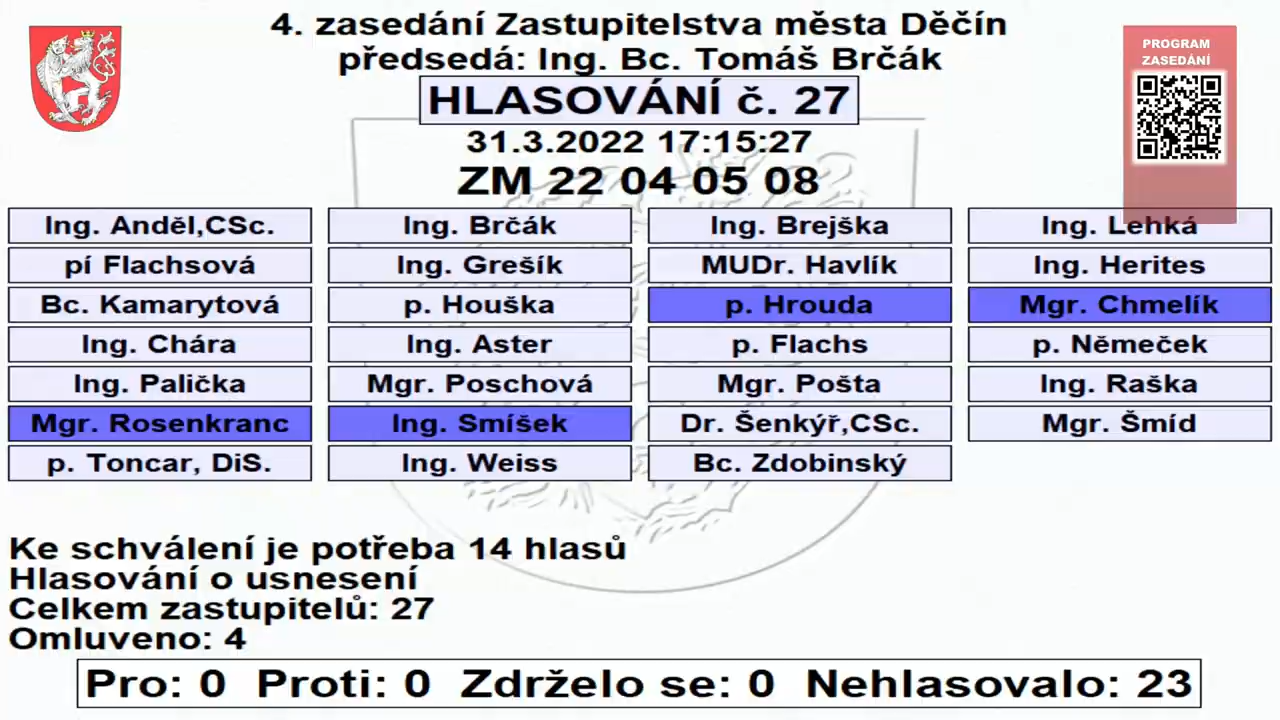 4. zasedání Zastupitelstva města Děčín
předsedá: Ing. Bc. Tomáš Brčák
HLASOVÁNÍ č. 27
31.3.2022 17:15:27
ZM 22 04 05 08
PROGRAM
ZASEDÁNÍ
Ing. Anděl,CSc. Ing. Brčák Ing. Brejška Ing. Lehká
pí Flachsová Ing. Grešík MUDr. Havlík Ing. Herites
Bc. Kamarytová p. Houška p. Hrouda Mgr. Chmelík
Ing. Chára Ing. Aster p. Flachs p. Němeček
Ing. Palička Mgr. Poschová Mgr. Pošta Ing. Raška
Mgr. Rosenkranc Ing. Smíšek Dr. Šenkýř,CSc. Mgr. Šmíd
p. Toncar, DiS. Ing. Weiss Bc. Zdobinský
Ke schválení je potřeba 14 hlasů
Hlasování o usnesení
Celkem zastupitelů: 27
Omluveno: 4
Pro: 0 Proti: 0 Zdrželo se: 0 Nehlasovalo: 23